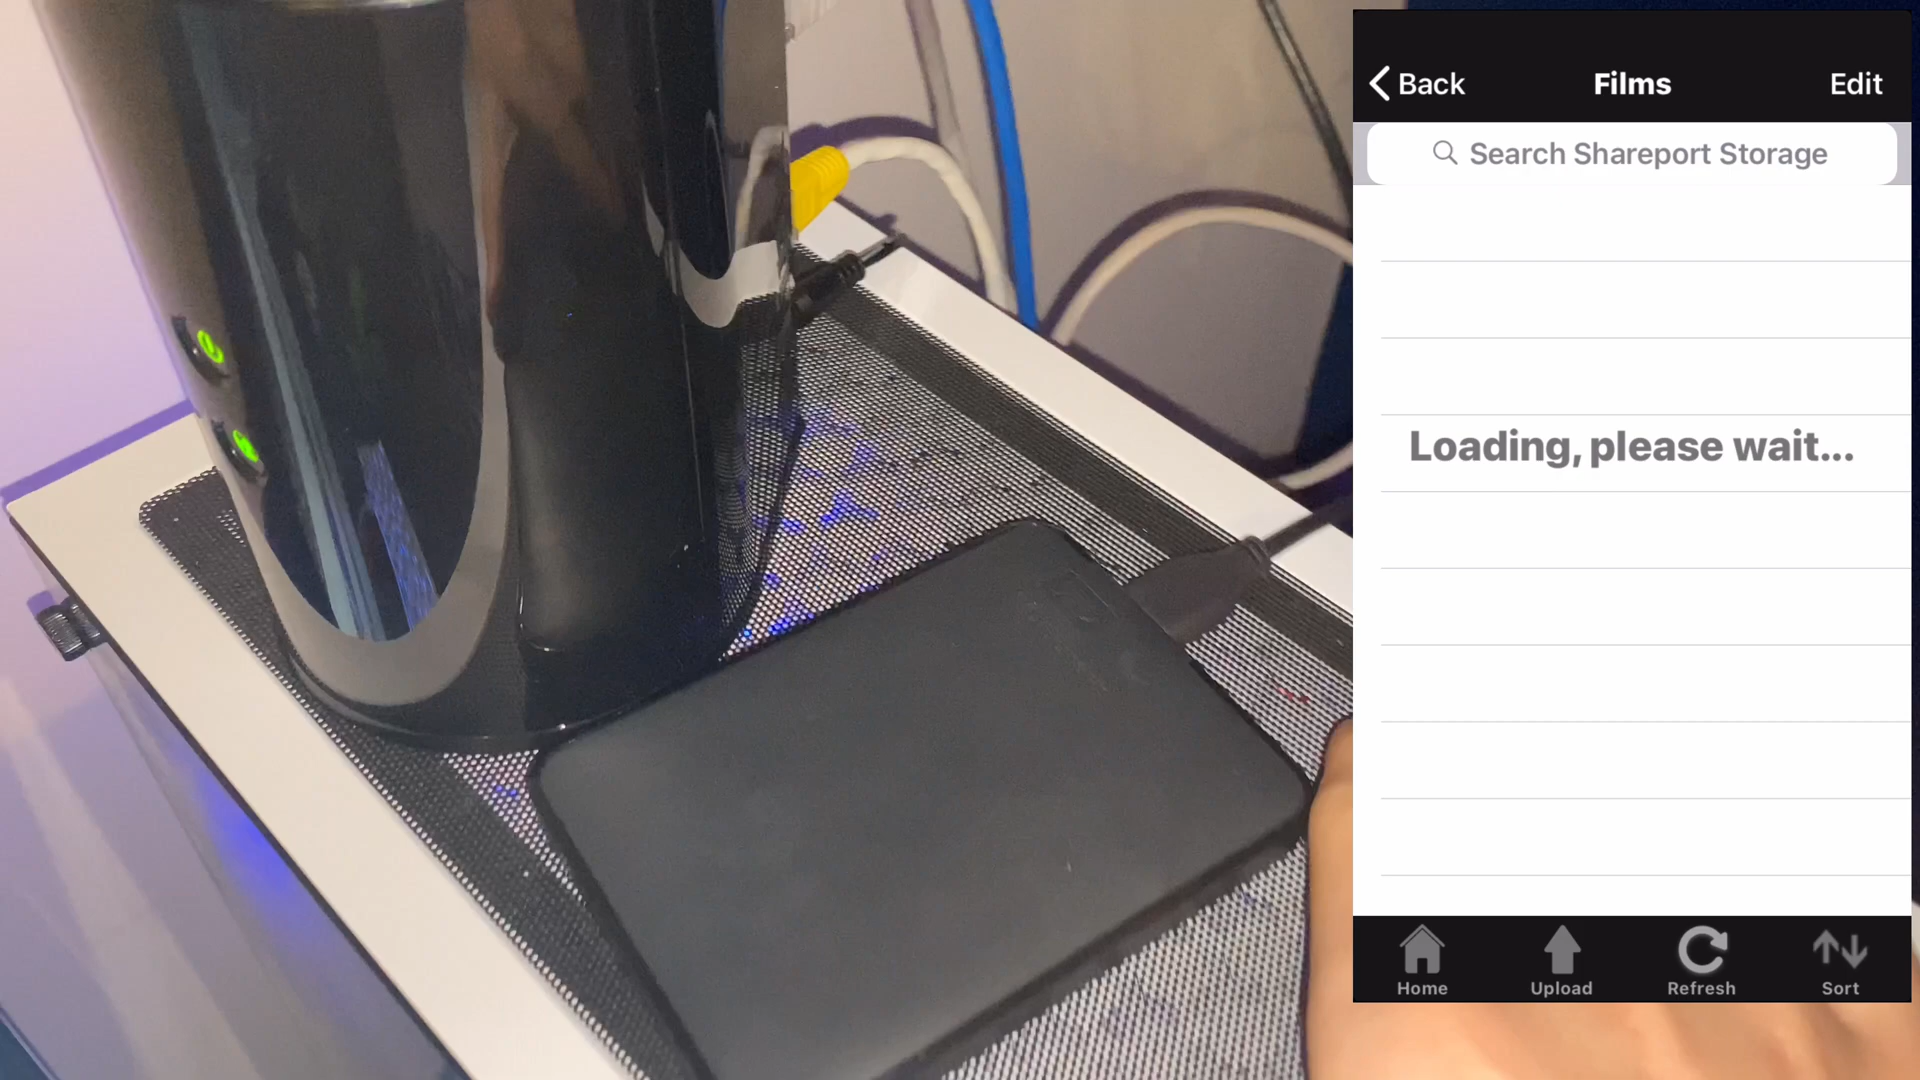 Back Films Edit
Search Shareport Storage
Loading, please wait...
Home Upload Refresh Sort